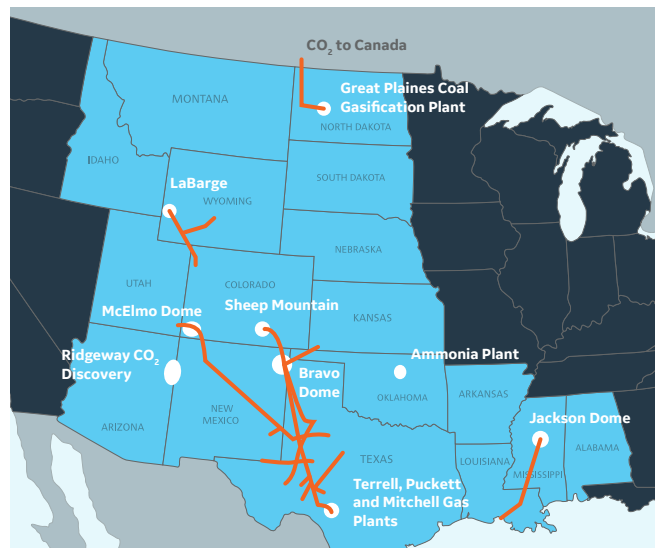 CO₂ to Canada
Great Plaines Coal
Gasification Plant
MONTANA
NORTH DAKOTA
IDAHO
LaBarge
WYOMING
SOUTH DAKOTA
NEBRASKA
UTAH
COLORADO
McElmo Dome
Sheep Mountain
KANSAS
Ridgeway CO₂
Discovery
Bravo
Dome
Ammonia Plant
OKLAHOMA
ARKANSAS
ARIZONA
NEW
MEXICO
Jackson Dome
ALABAMA
TEXAS
LOUISIANA
MISSISSIPPI
Terrell, Puckett
and Mitchell Gas
Plants